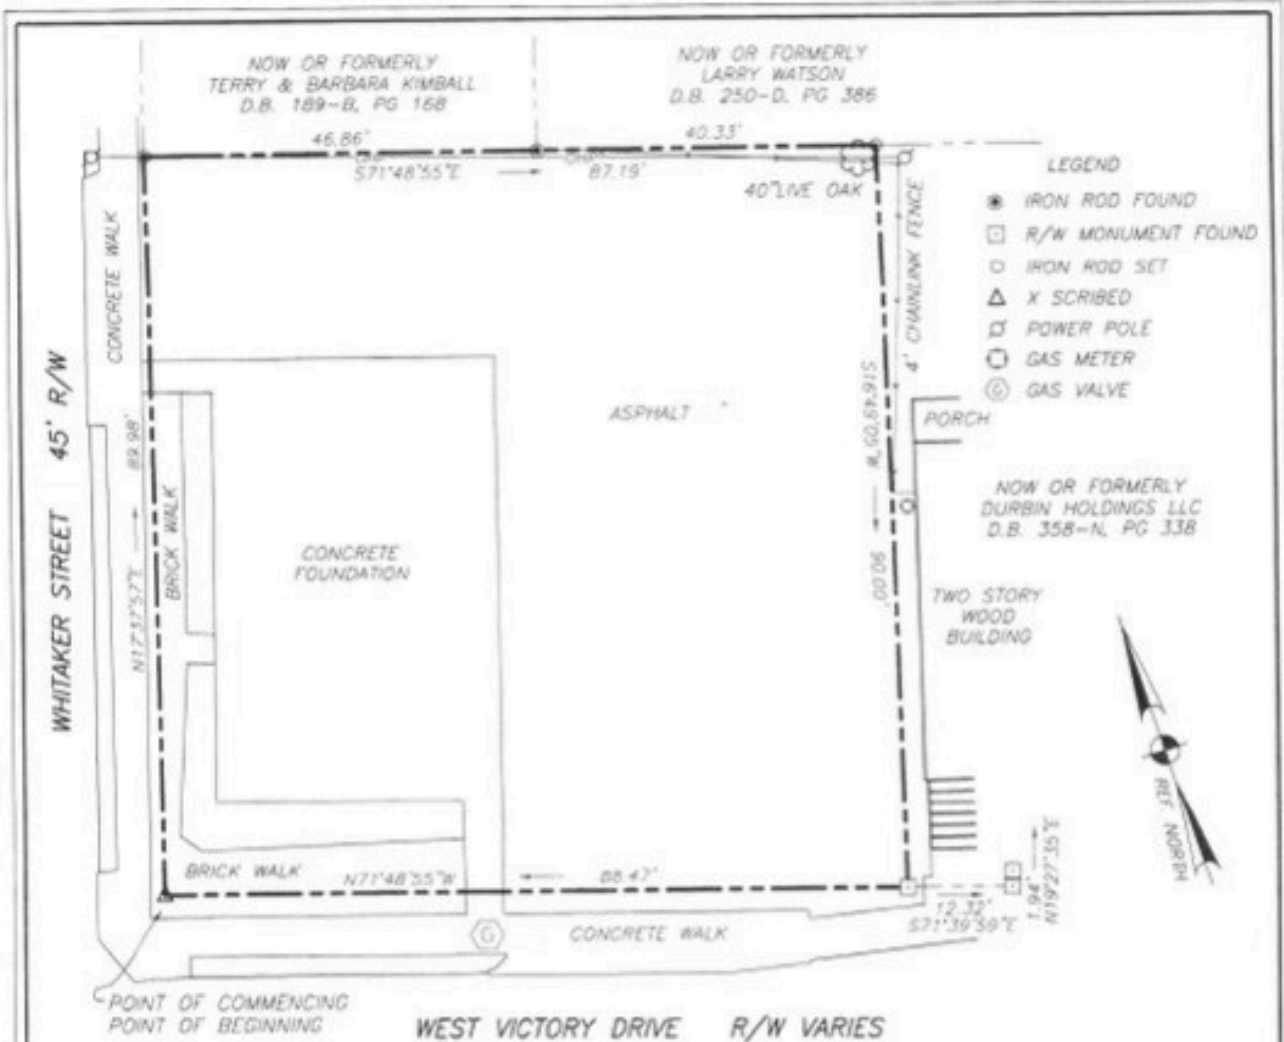 NOW OR FORMERLY
TERRY & BARBARA KIMBALL
D.B. 189-B, PG 168
NOW OR FORMERLY
LARRY WATSON
D.B. 250-D, PG 386
46.86'
40.33'
S71°48'55"E
87.19'
40"LIVE OAK
LEGEND
IRON ROD FOUND
R/W MONUMENT FOUND
IRON ROD SET
X SCRIBED
POWER POLE
GAS METER
G GAS VALVE
CONCRETE WALK
4' CHAINLINK FENCE
WHITAKER STREET 45' R/W
N17°37'57"E 89.98'
BRICK WALK
CONCRETE
FOUNDATION
ASPHALT
S16°49'05"W 90.00'
PORCH
NOW OR FORMERLY
DURBIN HOLDINGS LLC
D.B. 358-N, PG 338
TWO STORY
WOOD
BUILDING
REF. NORTH
BRICK WALK
N71°48'55"W
88.47'
12.32'
S71°39'59"E
1.94'
N19°27'35"E
G
CONCRETE WALK
POINT OF COMMENCING
POINT OF BEGINNING
WEST VICTORY DRIVE R/W VARIES